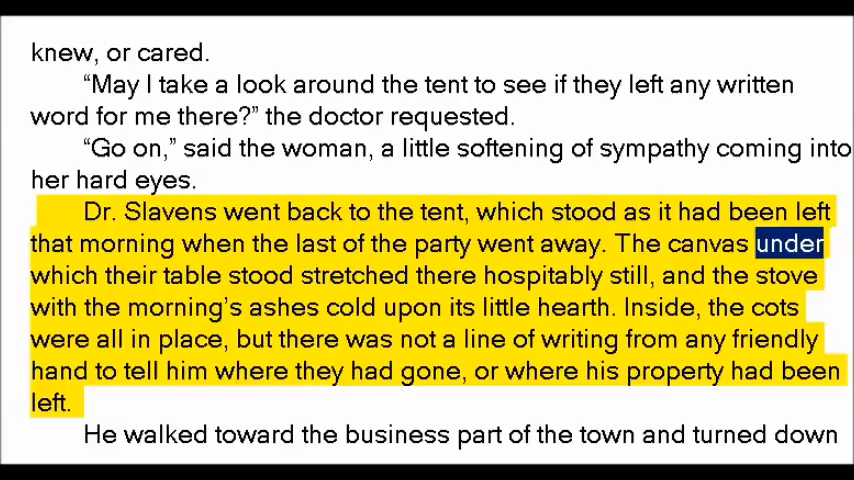 knew, or cared.
“May I take a look around the tent to see if they left any written
word for me there?” the doctor requested.
“Go on,” said the woman, a little softening of sympathy coming into
her hard eyes.
Dr. Slavens went back to the tent, which stood as it had been left
that morning when the last of the party went away. The canvas under
which their table stood stretched there hospitably still, and the stove
with the morning’s ashes cold upon its little hearth. Inside, the cots
were all in place, but there was not a line of writing from any friendly
hand to tell him where they had gone, or where his property had been
left.
He walked toward the business part of the town and turned down